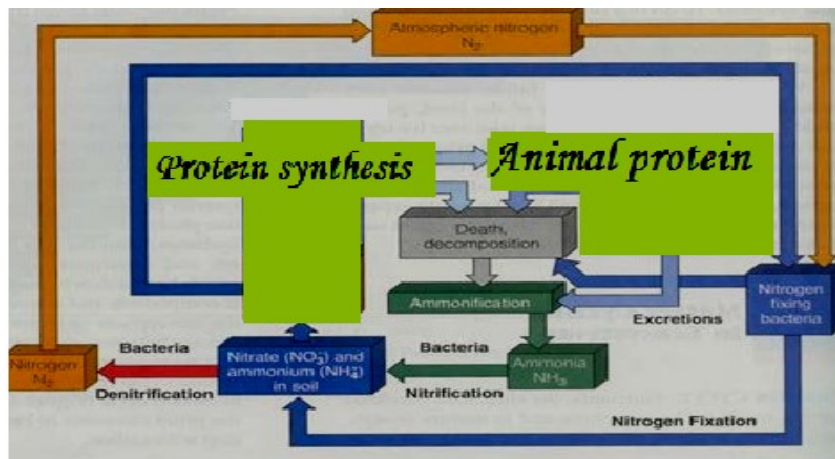 Atmospheric nitrogen
N₂
Protein synthesis
Animal protein
Death,
decomposition
Ammonification
Excretions
Nitrogen
fixing
bacteria
Bacteria
Nitrogen
N₂
Denitrification
Nitrate (NO₃⁻) and
ammonium (NH₄⁺)
in soil
Bacteria
Nitrification
Ammonia
NH₃
Nitrogen Fixation